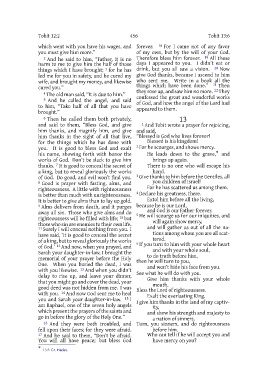 Tobit 12:2
436
Tobit 13:6
which went with you have his wages, and
you must give him more.”
2 And he said to him, “Father, it is no
harm to me to give him the half of those
things which I have brought; 3 for he has
led me for you in safety, and he cured my
wife, and brought my money, and likewise
cured you.”
4 The old man said, “It is due to him.”
5 And he called the angel, and said
to him, “Take half of all that you have
brought.”
6 Then he called them both privately,
and said to them, “Bless God, and give
him thanks, and magnify him, and give
him thanks in the sight of all that live,
for the things which he has done with
you. It is good to bless God and exalt
his name, showing forth with honor the
works of God. Don’t be slack to give him
thanks. 7 It is good to conceal the secret of
a king, but to reveal gloriously the works
of God. Do good, and evil won’t find you.
8 Good is prayer with fasting, alms, and
righteousness. A little with righteousness
is better than much with unrighteousness.
It is better to give alms than to lay up gold.
9 Alms delivers from death, and it purges
away all sin. Those who give alms and do
righteousness will be filled with life; 10 but
those who sin are enemies to their own life.
11 Surely I will conceal nothing from you. I
have said, ‘It is good to conceal the secret
of a king, but to reveal gloriously the works
of God.’ 12 And now, when you prayed, and
Sarah your daughter-in-law, I brought the
memorial of your prayer before the Holy
One. When you buried the dead, I was
with you likewise. 13 And when you didn’t
delay to rise up, and leave your dinner,
that you might go and cover the dead, your
good deed was not hidden from me. I was
with you. 14 And now God sent me to heal
you and Sarah your daughter-in-law. 15 I
am Raphael, one of the seven holy angels
which present the prayers of the saints and
go in before the glory of the Holy One.”
16 And they were both troubled, and
fell upon their faces; for they were afraid.
17 And he said to them, “Don’t be afraid.
You will all have peace; but bless God
forever. 18 For I came not of any favor
of my own, but by the will of your God.
Therefore bless him forever. 19 All these
days I appeared to you. I didn’t eat or
drink, but you all saw a vision. 20 Now
give God thanks, because I ascend to him
who sent me. Write in a book all the
things which have been done.” 21 Then
they rose up, and saw him no more. 22 They
confessed the great and wonderful works
of God, and how the angel of the Lord had
appeared to them.
13
1 And Tobit wrote a prayer for rejoicing,
and said,
“Blessed is God who lives forever!
Blessed is his kingdom!
2 For he scourges, and shows mercy.
He leads down to the grave, and
brings up again.
There is no one who will escape his
hand.
3 Give thanks to him before the Gentiles, all
you children of Israel!
For he has scattered us among them.
4 Declare his greatness, there.
Extol him before all the living,
because he is our Lord,
and God is our Father forever.
5 He will scourge us for our iniquities, and
will again show mercy,
and will gather us out of all the na-
tions among whom you are all scat-
tered.
6 If you turn to him with your whole heart
and with your whole soul,
to do truth before him,
then he will turn to you,
and won’t hide his face from you.
See what he will do with you.
Give him thanks with your whole
mouth.
Bless the Lord of righteousness.
Exalt the everlasting King.
I give him thanks in the land of my captiv-
ity,
and show his strength and majesty to
a nation of sinners.
Turn, you sinners, and do righteousness
before him.
Who can tell if he will accept you and
have mercy on you?